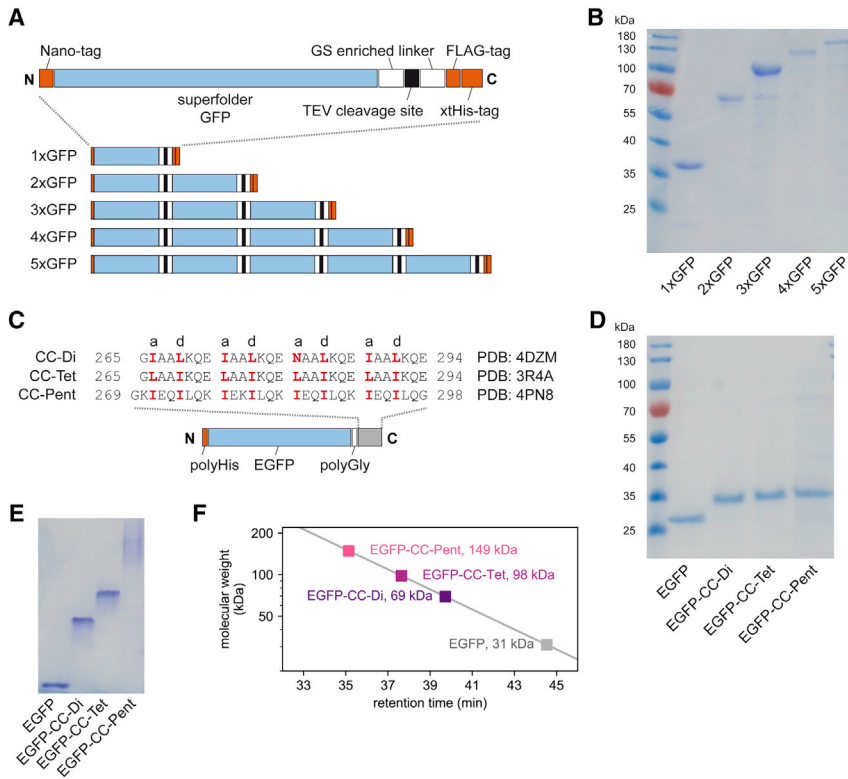 A
Nano-tag
GS enriched linker
FLAG-tag
N
C
superfolder
GFP
TEV cleavage site
xtHis-tag
1xGFP
2xGFP
3xGFP
4xGFP
5xGFP
B
kDa
180
130
100
70
55
40
35
25
1xGFP
2xGFP
3xGFP
4xGFP
5xGFP
C
a d a d a d a d
CC-Di 265 GIAALKQE IAALKQE NAALKQE IAALKQE 294 PDB: 4DZM
CC-Tet 265 GLAAIKQE LAAIKQE LAAIKQE LAAIKQE 294 PDB: 3R4A
CC-Pent 269 GKIEQILQK IEKILQK IEQILQK IEQILQG 298 PDB: 4PN8
N
C
polyHis
EGFP
polyGly
D
kDa
180
130
100
70
55
40
35
25
EGFP
EGFP-CC-Di
EGFP-CC-Tet
EGFP-CC-Pent
E
EGFP
EGFP-CC-Di
EGFP-CC-Tet
EGFP-CC-Pent
F
molecular weight
(kDa)
200
100
50
EGFP-CC-Pent, 149 kDa
EGFP-CC-Tet, 98 kDa
EGFP-CC-Di, 69 kDa
EGFP, 31 kDa
33 35 37 39 41 43 45
retention time (min)